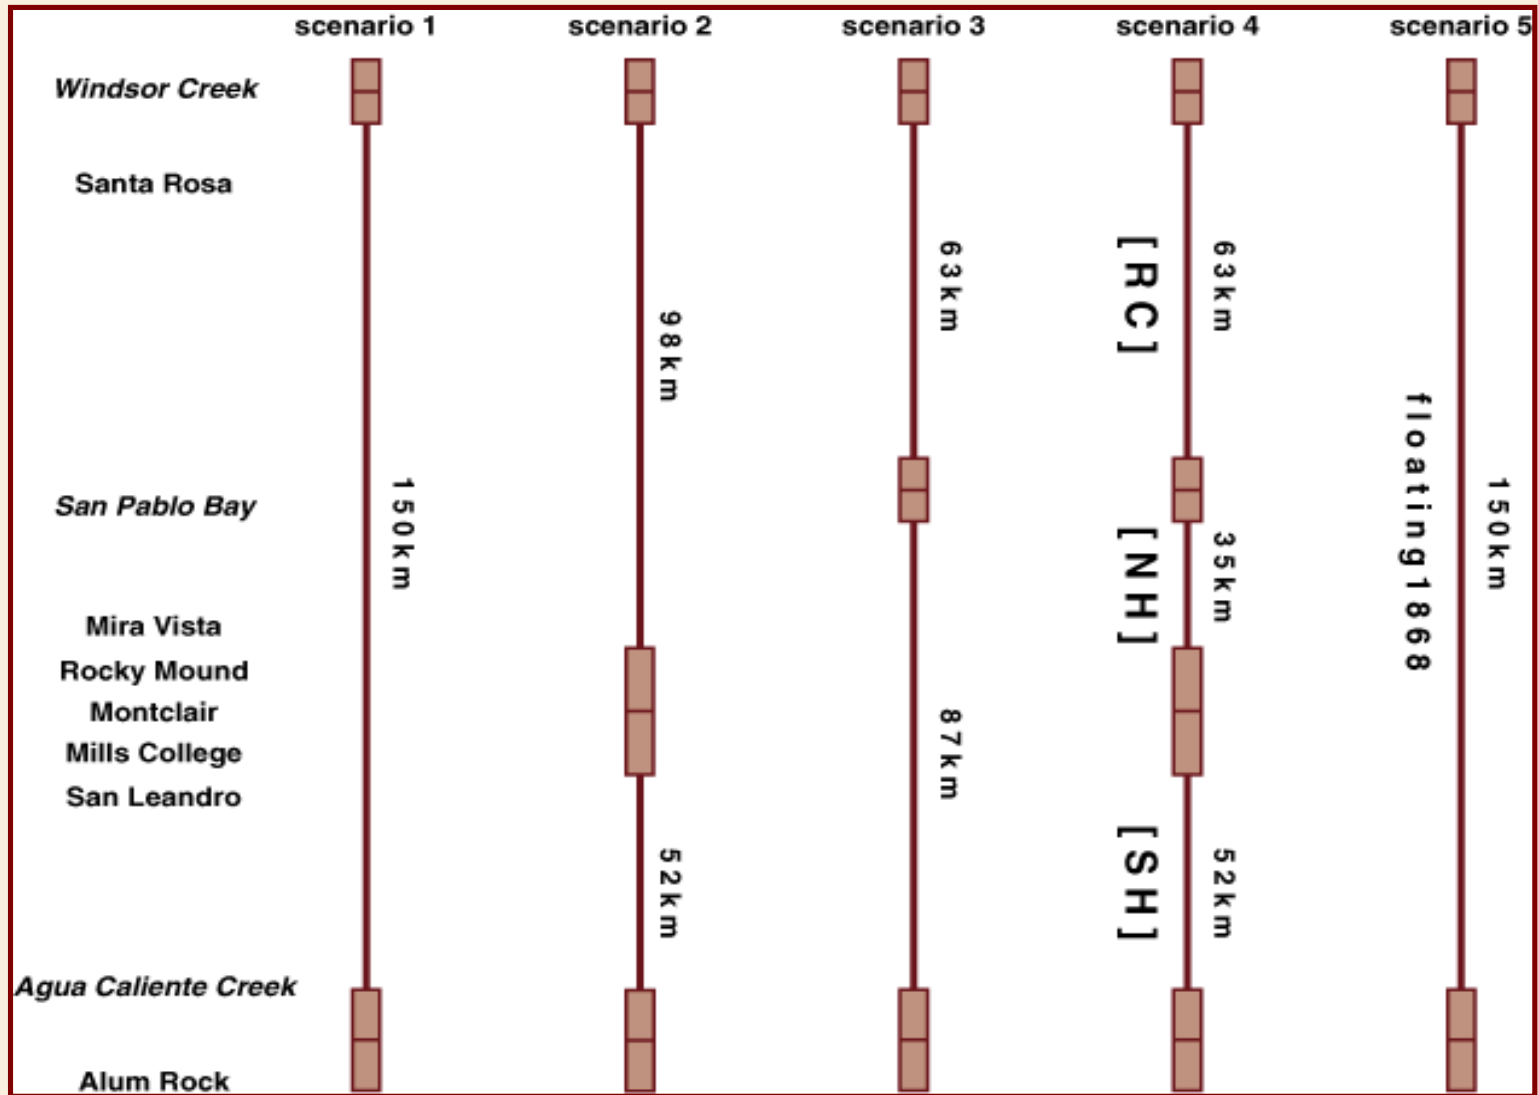 scenario 1
scenario 2
scenario 3
scenario 4
scenario 5
Windsor Creek
Santa Rosa
San Pablo Bay
Mira Vista
Rocky Mound
Montclair
Mills College
San Leandro
Agua Caliente Creek
Alum Rock
150km
98km
52km
63km
87km
[RC]
63km
[NH]
35km
[SH]
52km
floating1868
150km